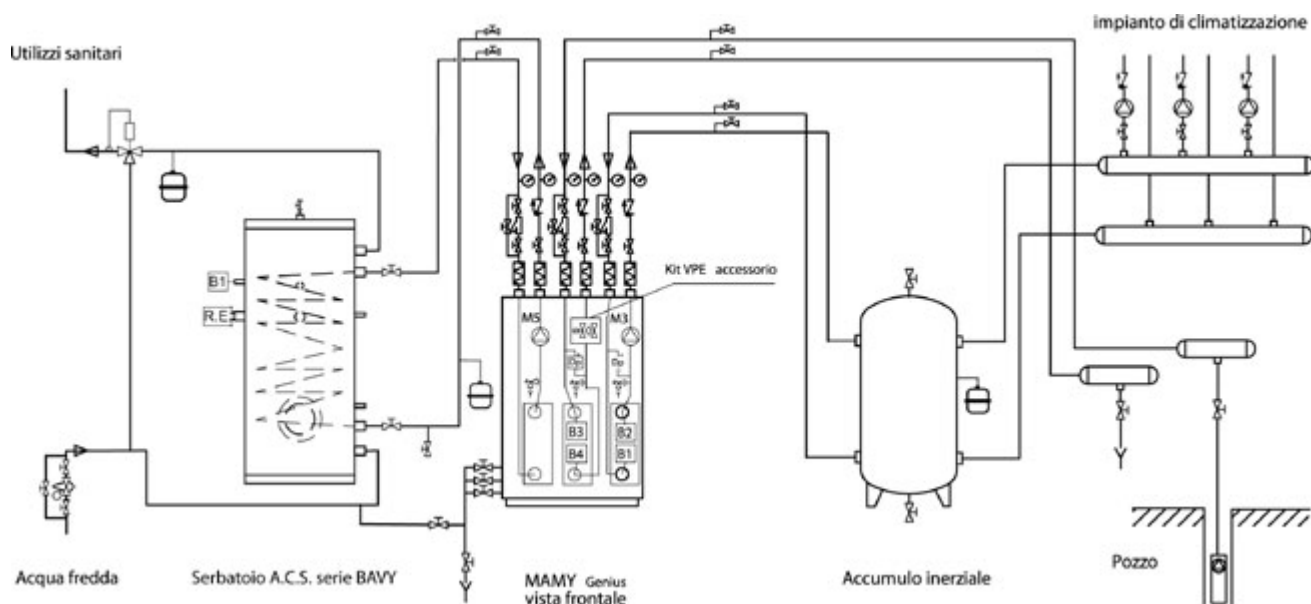 impianto di climatizzazione
Utilizzi sanitari
Kit VPE accessorio
B1
R.E.
M5
M3
B3
B2
B4
B1
Pozzo
Acqua fredda
Serbatoio A.C.S. serie BAVY
MAMY Genius
vista frontale
Accumulo inerziale